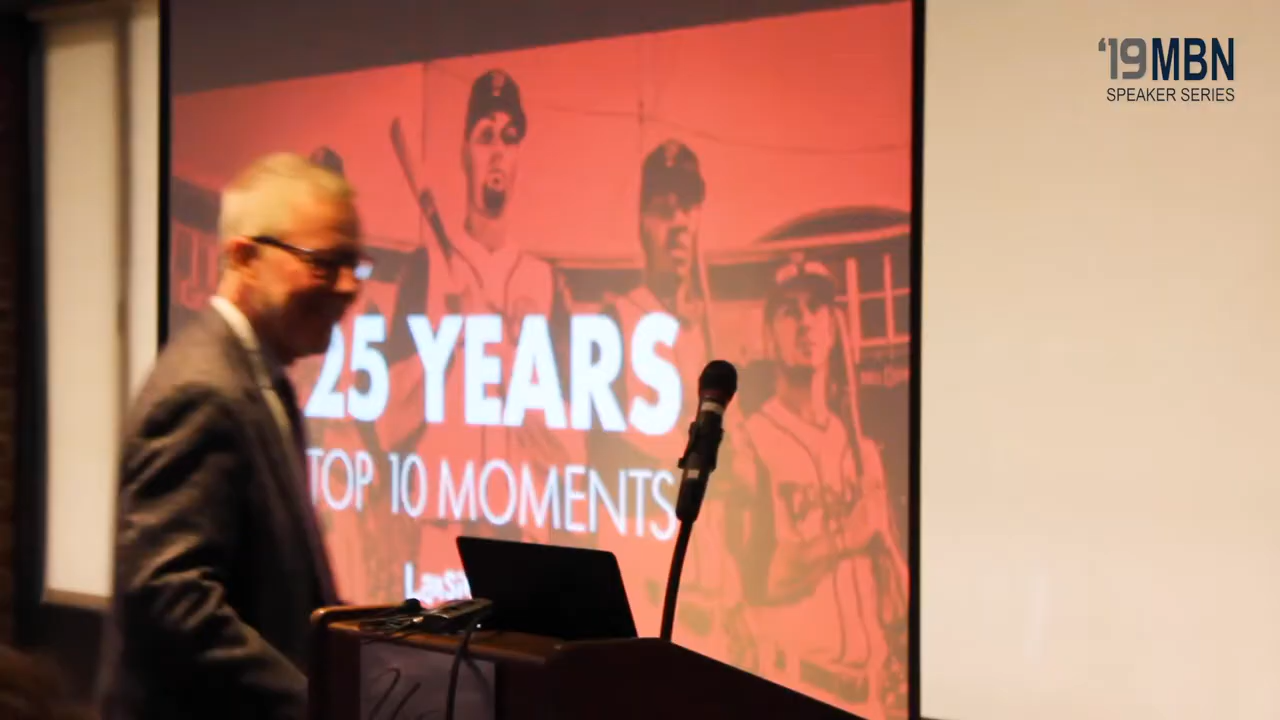 ‘19MBN
SPEAKER SERIES
25 YEARS
TOP 10 MOMENTS